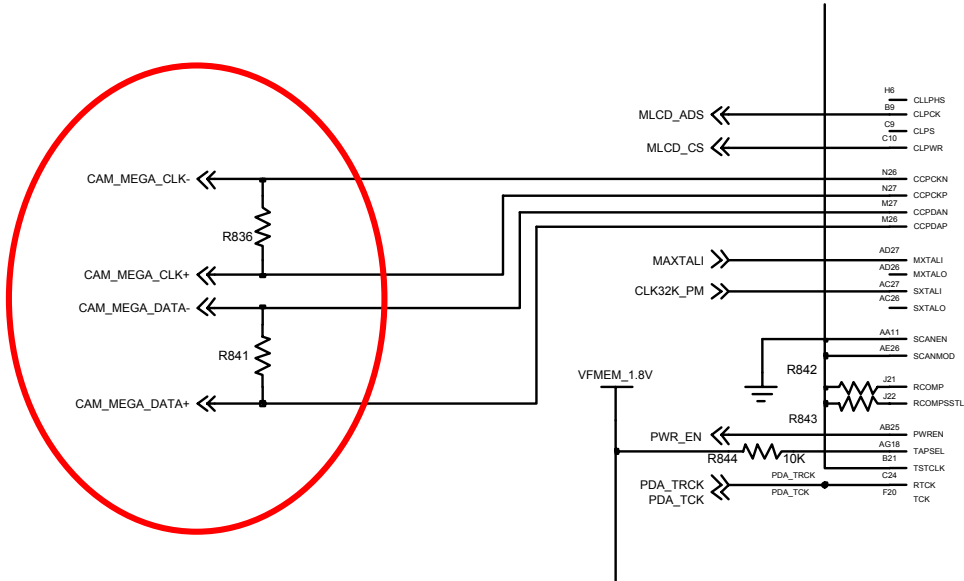 H6
CLLPHS
MLCD_ADS
B9
CLPCK
C9
CLPS
MLCD_CS
C10
CLPWR
CAM_MEGA_CLK-
N26
CCPCKN
N27
CCPCKP
R836
M27
CCPDAN
M26
CCPDAP
CAM_MEGA_CLK+
MAXTALI
AD27
MXTALI
AD26
MXTALO
CAM_MEGA_DATA-
CLK32K_PM
AC27
SXTALI
AC26
SXTALO
R841
AA11
SCANEN
AE26
SCANMOD
VFMEM_1.8V
R842
J21
RCOMP
CAM_MEGA_DATA+
J22
RCOMPSSTL
R843
PWR_EN
AB25
PWREN
R844
10K
AG18
TAPSEL
B21
TSTCLK
PDA_TRCK
PDA_TRCK
C24
RTCK
PDA_TCK
PDA_TCK
F20
TCK